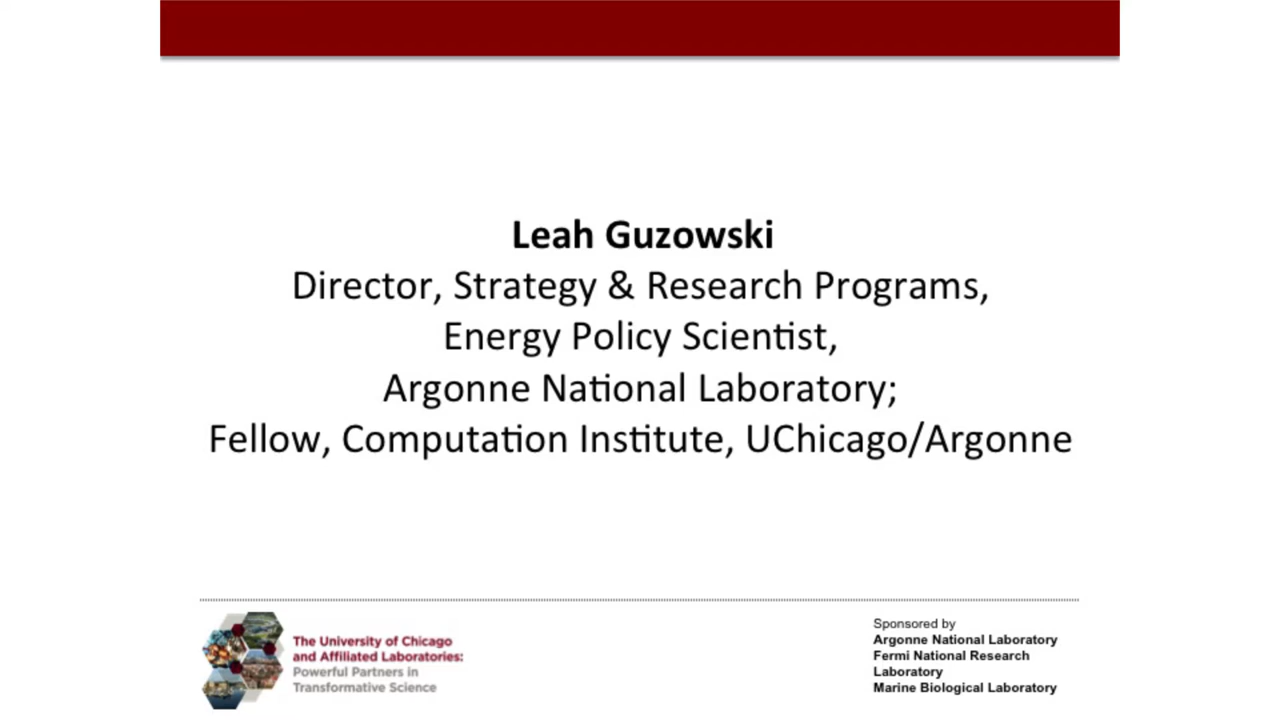 Leah Guzowski
Director, Strategy & Research Programs,
Energy Policy Scientist,
Argonne National Laboratory;
Fellow, Computation Institute, UChicago/Argonne
The University of Chicago
and Affiliated Laboratories:
Powerful Partners in
Transformative Science
Sponsored by
Argonne National Laboratory
Fermi National Research
Laboratory
Marine Biological Laboratory